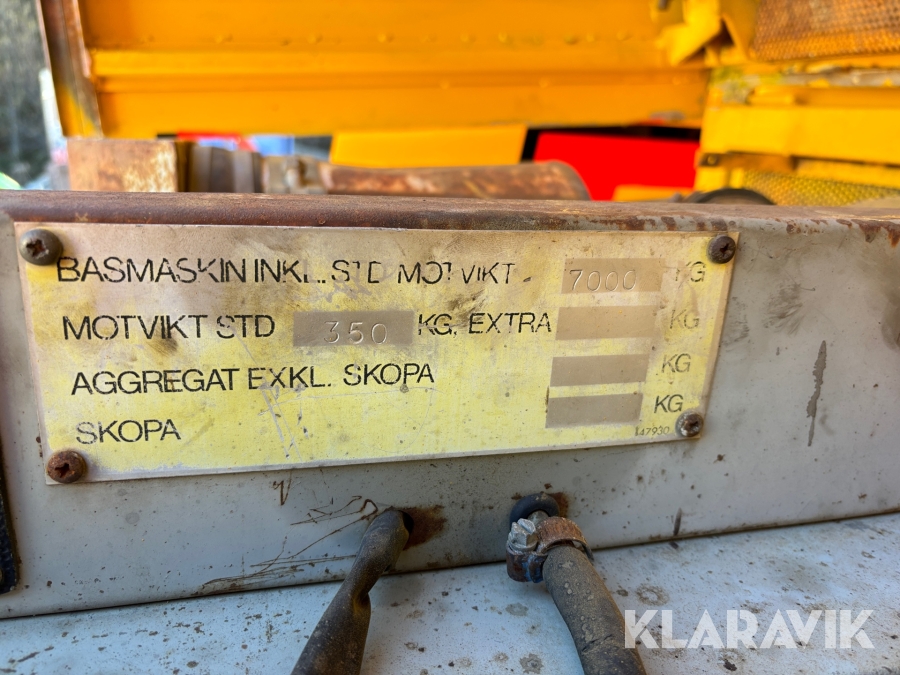 BASMASKIN INKL. STD MOTVIKT 7000 KG
MOTVIKT STD 350 KG, EXTRA KG
AGGREGAT EXKL. SKOPA KG
SKOPA KG
147930
KLARAVIK